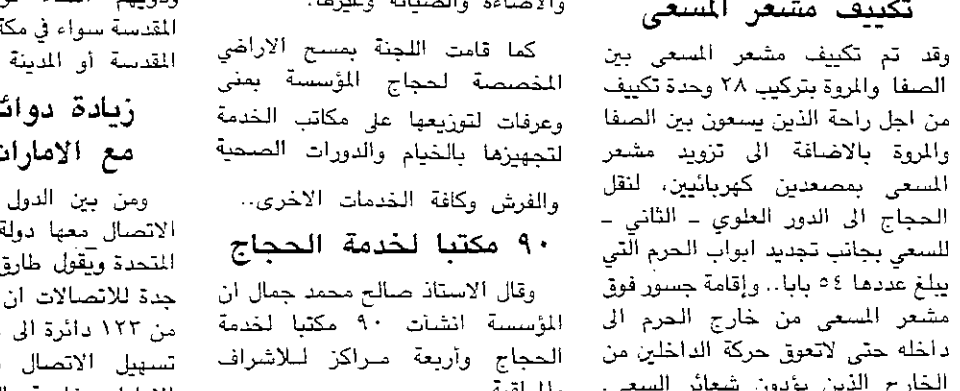 تكييف مشعر المسعى
وقد تم تكييف مشعر المسعى بين
الصفا والمروة بتركيب ٢٨ وحدة تكييف
من اجل راحة الذين يسعون بين الصفا
والمروة بالاضافة الى تزويد مشعر
المسعى بمصعدين كهربائيين، لنقل
الحجاج الى الدور العلوي ـ الثاني ـ
للسعي بجانب تجديد ابواب الحرم التي
يبلغ عددها ٥٤ بابا.. وإقامة جسور فوق
مشعر المسعى من خارج الحرم الى
داخله حتى لاتعوق حركة الداخلين من
الخارج الذين يؤدون شعائر السعي.
والاضاءة والصيانة وغيرها.
كما قامت اللجنة بمسح الاراضي
المخصصة لحجاج المؤسسة بمنى
وعرفات لتوزيعها على مكاتب الخدمة
لتجهيزها بالخيام والدورات الصحية
والفرش وكافة الخدمات الاخرى..
٩٠ مكتبا لخدمة الحجاج
وقال الاستاذ صالح محمد جمال ان
المؤسسة انشات ٩٠ مكتبا لخدمة
الحجاج وأربعة مراكز للاشراف
والمراقبة
وذويهم
المقدسة سواء في مكة
المقدسة أو المدينة
زيادة دوائر
مع الامارات
ومن بين الدول
الاتصال معها دولة
المتحدة ويقول طارق
جدة للاتصالات ان
من ١٢٣ دائرة الى
تسهيل الاتصال